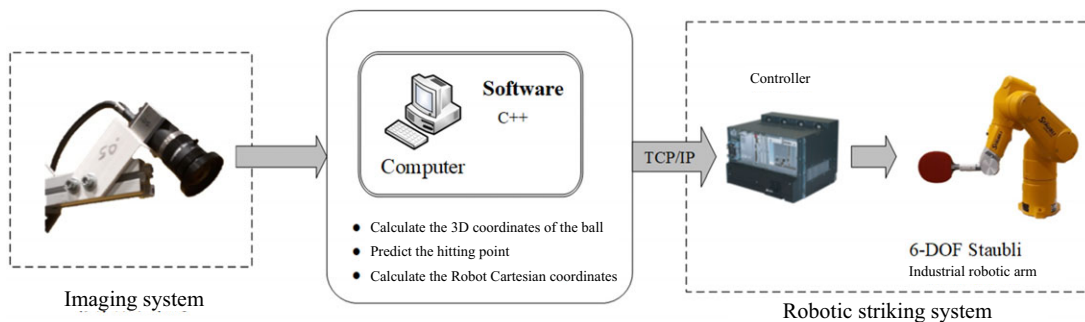 Imaging system
Software
C++
Computer
Calculate the 3D coordinates of the ball
Predict the hitting point
Calculate the Robot Cartesian coordinates
TCP/IP
Controller
6-DOF Staubli
Industrial robotic arm
Robotic striking system